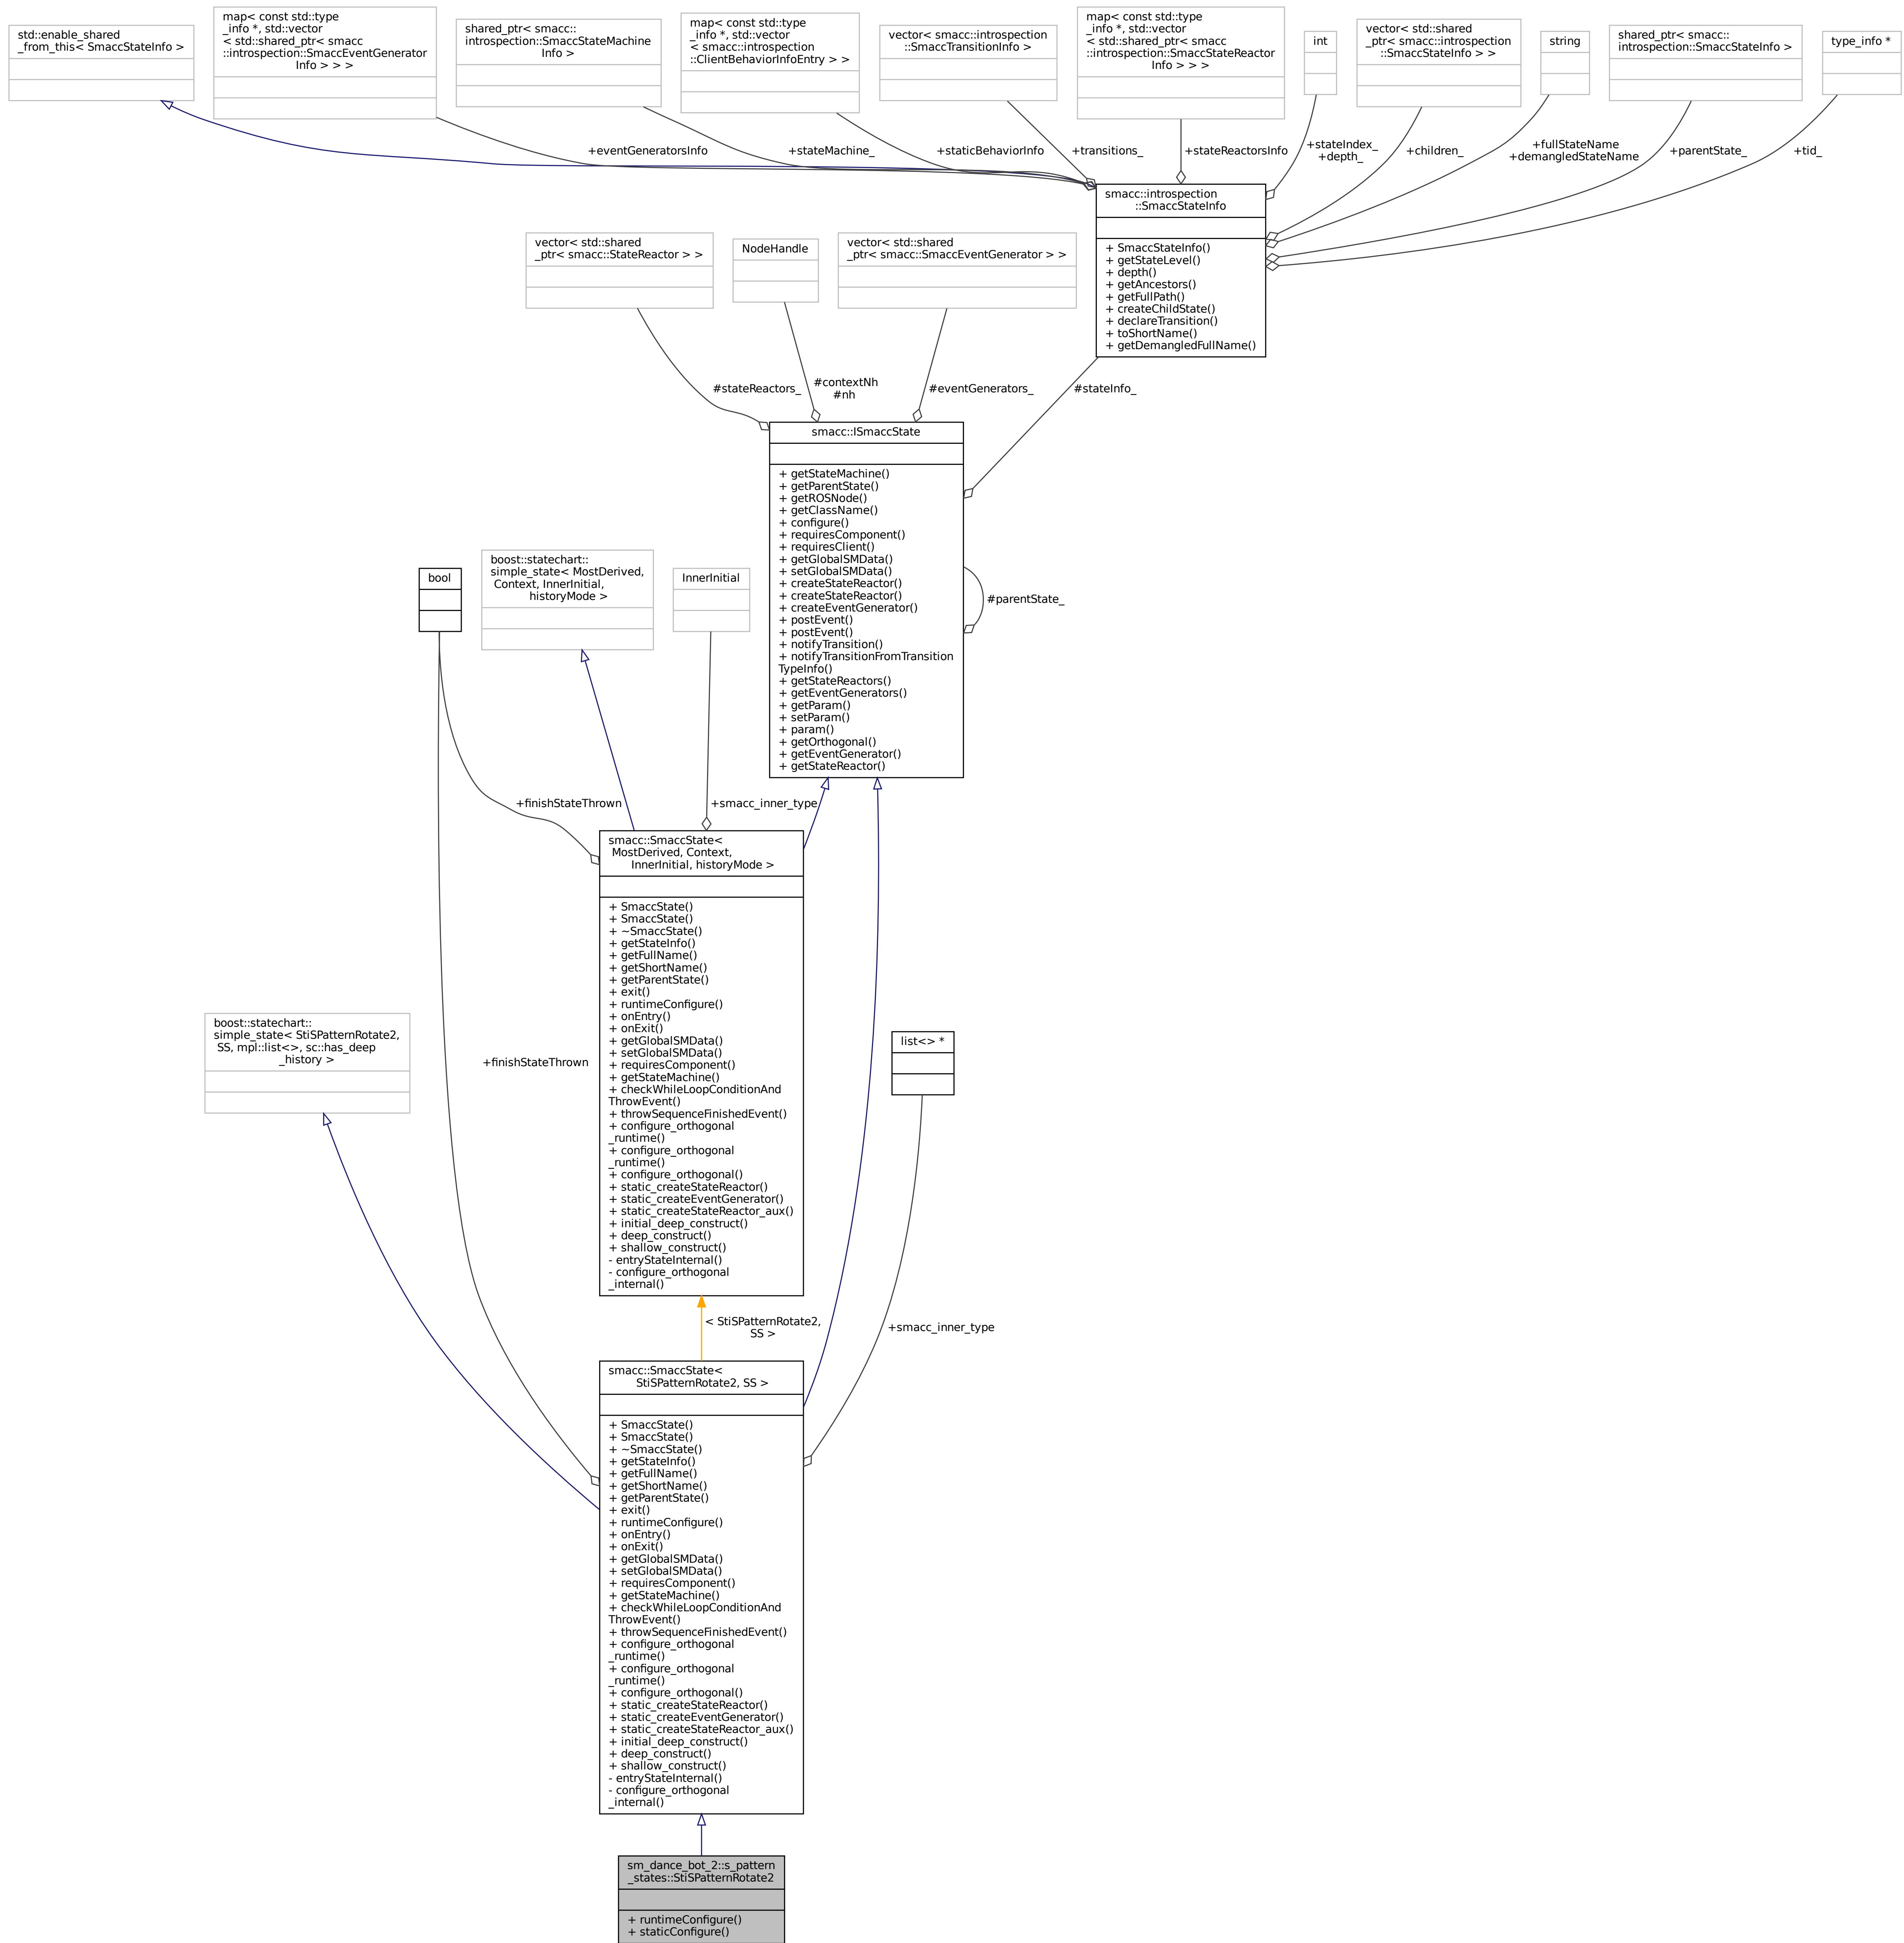 std::enable_shared
_from_this< SmaccStateInfo >
map< const std::type
_info *, std::vector
< std::shared_ptr< smacc
::introspection::SmaccEventGenerator
Info > > >
shared_ptr< smacc::
introspection::SmaccStateMachine
Info >
map< const std::type
_info *, std::vector
< smacc::introspection
::ClientBehaviorInfoEntry > >
vector< smacc::introspection
::SmaccTransitionInfo >
map< const std::type
_info *, std::vector
< std::shared_ptr< smacc
::introspection::SmaccStateReactor
Info > > >
int
vector< std::shared
_ptr< smacc::introspection
::SmaccStateInfo > >
string
shared_ptr< smacc::
introspection::SmaccStateInfo >
type_info *
+eventGeneratorsInfo
+stateMachine_
+staticBehaviorInfo
+transitions_
+stateReactorsInfo
+stateIndex_
+depth_
+children_
+fullStateName
+demangledStateName
+parentState_
+tid_
smacc::introspection
::SmaccStateInfo
+ SmaccStateInfo()
+ getStateLevel()
+ depth()
+ getAncestors()
+ getFullPath()
+ createChildState()
+ declareTransition()
+ toShortName()
+ getDemangledFullName()
vector< std::shared
_ptr< smacc::StateReactor > >
NodeHandle
vector< std::shared
_ptr< smacc::SmaccEventGenerator > >
#stateReactors_
#contextNh
#nh
#eventGenerators_
#stateInfo_
smacc::ISmaccState
+ getStateMachine()
+ getParentState()
+ getROSNode()
+ getClassName()
+ configure()
+ requiresComponent()
+ requiresClient()
+ getGlobalSMData()
+ setGlobalSMData()
+ createStateReactor()
+ createStateReactor()
+ createEventGenerator()
+ postEvent()
+ postEvent()
+ notifyTransition()
+ notifyTransitionFromTransition
TypeInfo()
+ getStateReactors()
+ getEventGenerators()
+ getParam()
+ setParam()
+ param()
+ getOrthogonal()
+ getEventGenerator()
+ getStateReactor()
#parentState_
bool
boost::statechart::
simple_state< MostDerived,
Context, InnerInitial,
historyMode >
InnerInitial
+finishStateThrown
+smacc_inner_type
smacc::SmaccState<
MostDerived, Context,
InnerInitial, historyMode >
+ SmaccState()
+ SmaccState()
+ ~SmaccState()
+ getStateInfo()
+ getFullName()
+ getShortName()
+ getParentState()
+ exit()
+ runtimeConfigure()
+ onEntry()
+ onExit()
+ getGlobalSMData()
+ setGlobalSMData()
+ requiresComponent()
+ getStateMachine()
+ checkWhileLoopConditionAnd
ThrowEvent()
+ throwSequenceFinishedEvent()
+ configure_orthogonal
_runtime()
+ configure_orthogonal
_runtime()
+ configure_orthogonal()
+ static_createStateReactor()
+ static_createEventGenerator()
+ static_createStateReactor_aux()
+ initial_deep_construct()
+ deep_construct()
+ shallow_construct()
- entryStateInternal()
- configure_orthogonal
_internal()
boost::statechart::
simple_state< StiSPatternRotate2,
SS, mpl::list<>, sc::has_deep
_history >
+finishStateThrown
list<> *
< StiSPatternRotate2,
SS >
+smacc_inner_type
smacc::SmaccState<
StiSPatternRotate2, SS >
+ SmaccState()
+ SmaccState()
+ ~SmaccState()
+ getStateInfo()
+ getFullName()
+ getShortName()
+ getParentState()
+ exit()
+ runtimeConfigure()
+ onEntry()
+ onExit()
+ getGlobalSMData()
+ setGlobalSMData()
+ requiresComponent()
+ getStateMachine()
+ checkWhileLoopConditionAnd
ThrowEvent()
+ throwSequenceFinishedEvent()
+ configure_orthogonal
_runtime()
+ configure_orthogonal
_runtime()
+ configure_orthogonal()
+ static_createStateReactor()
+ static_createEventGenerator()
+ static_createStateReactor_aux()
+ initial_deep_construct()
+ deep_construct()
+ shallow_construct()
- entryStateInternal()
- configure_orthogonal
_internal()
sm_dance_bot_2::s_pattern
_states::StiSPatternRotate2
+ runtimeConfigure()
+ staticConfigure()